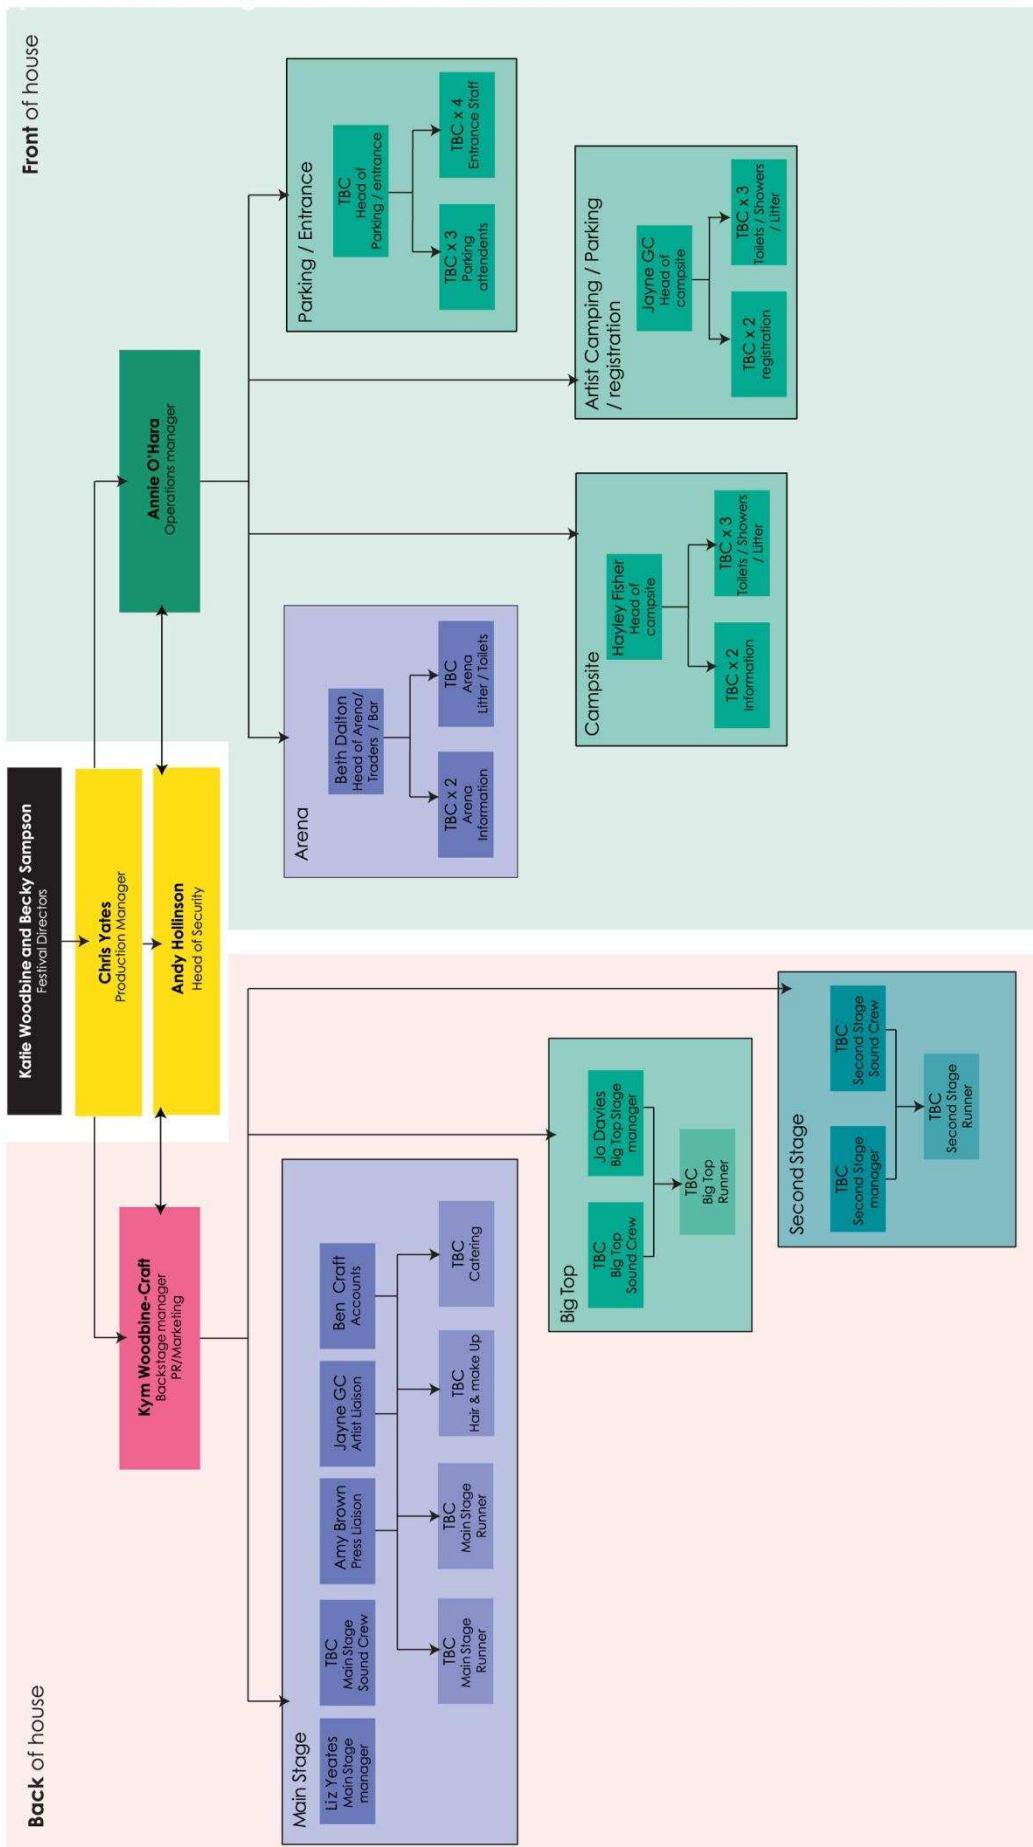 Back of house
Front of house
Katie Woodbine and Becky Sampson
Festival Directors
Chris Yates
Production Manager
Andy Hollinson
Head of Security
Kym Woodbine-Craft
Backstage manager
PR/Marketing
Annie O'Hara
Operations manager
Main Stage
Liz Yeates
Main Stage
manager
TBC
Main Stage
Sound Crew
Amy Brown
Press Liaison
Jayne GC
Artist Liaison
Ben Craft
Accounts
TBC
Main Stage
Runner
TBC
Main Stage
Runner
TBC
Hair & make Up
TBC
Catering
Big Top
TBC
Big Top
Sound Crew
Jo Davies
Big Top Stage
manager
TBC
Big Top
Runner
Second Stage
TBC
Second Stage
manager
TBC
Second Stage
Sound Crew
TBC
Second Stage
Runner
Arena
Beth Dalton
Head of Arena/
Traders / Bar
TBC x 2
Arena
Information
TBC
Arena
Litter / Toilets
Parking / Entrance
TBC
Head of
Parking / entrance
TBC x 3
Parking
attendents
TBC x 4
Entrance Staff
Campsite
Hayley Fisher
Head of
campsite
TBC x 2
Information
TBC x 3
Toilets / Showers
/ Litter
Artist Camping / Parking
/ registration
Jayne GC
Head of
campsite
TBC x 2
registration
TBC x 3
Toilets / Showers
/ Litter